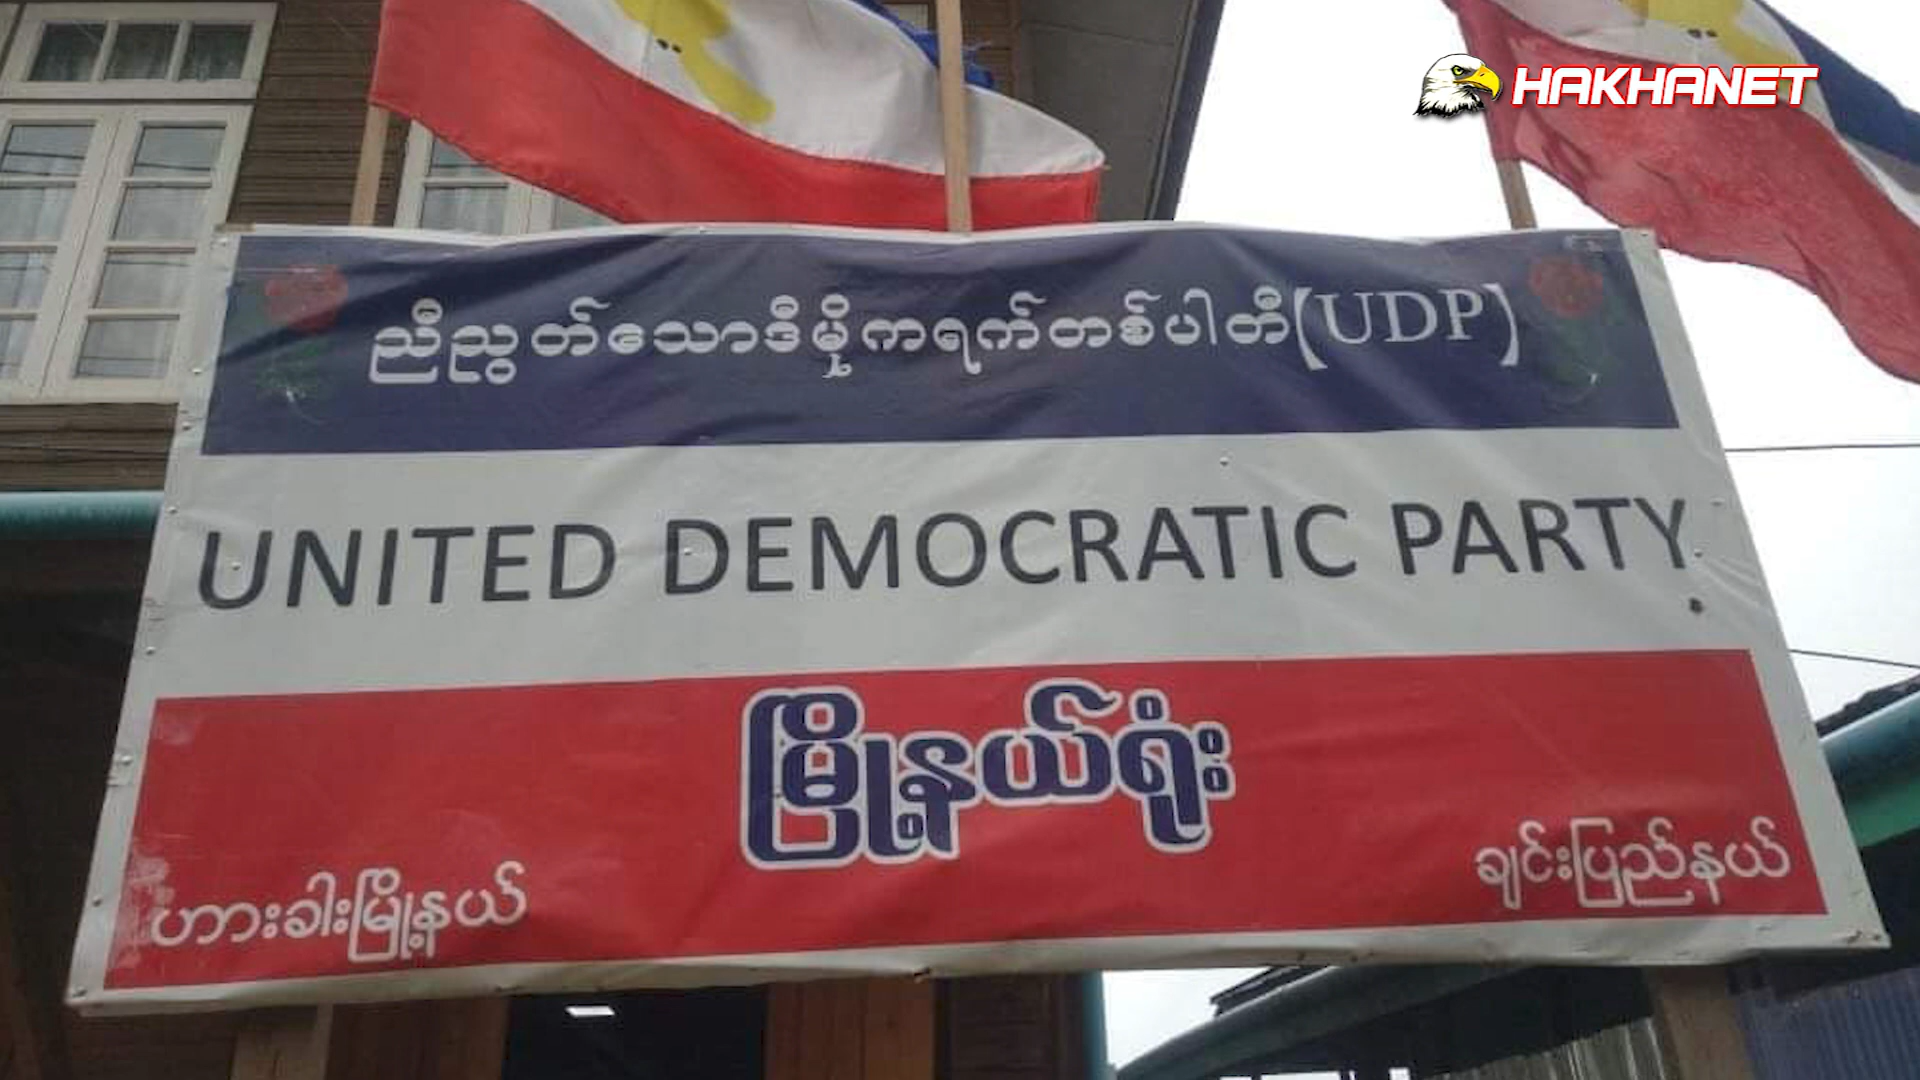 HAKHANET
ညီညွတ်သောဒီမိုကရက်တစ်ပါတီ(UDP)
UNITED DEMOCRATIC PARTY
မြို့နယ်ရုံး
ဟားခါးမြို့နယ်
ချင်းပြည်နယ်